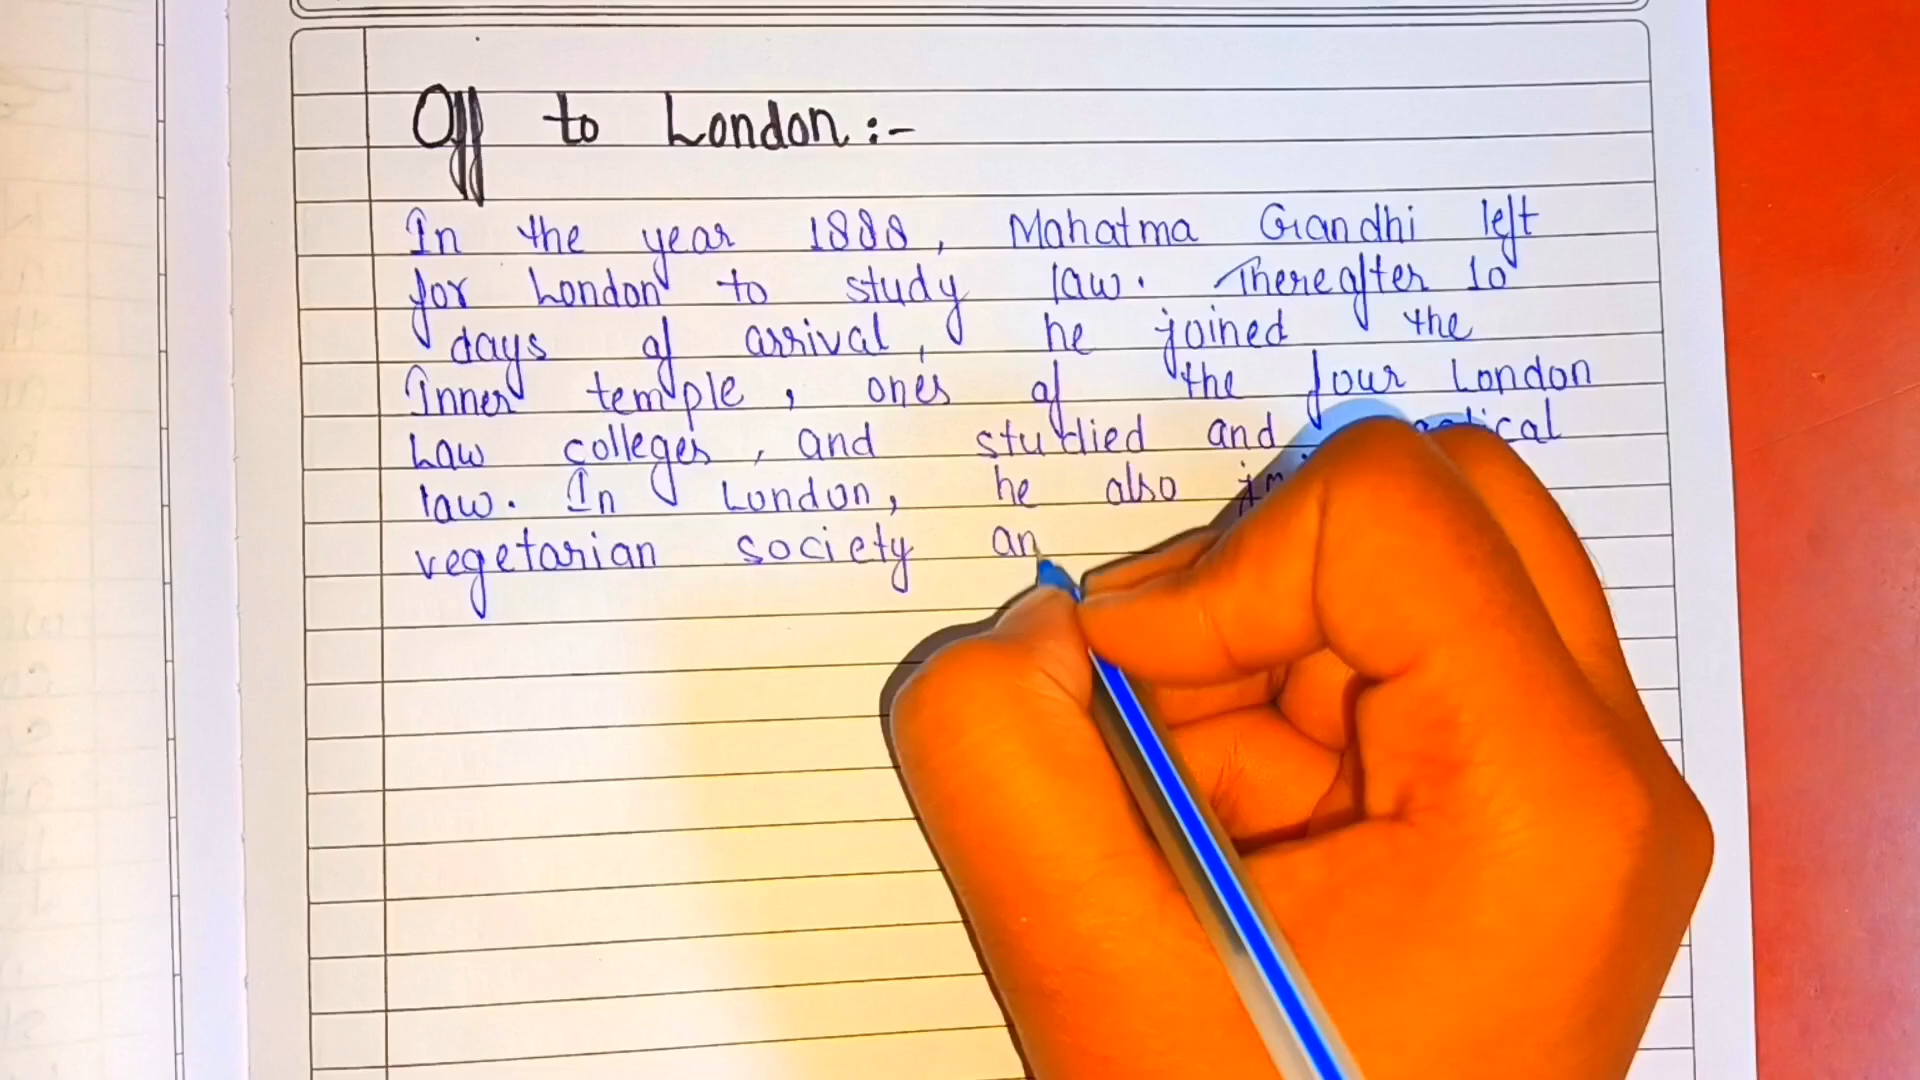 Off to London:-
In the year 1888, Mahatma Gandhi left
for London to study law. Thereafter 10
days of arrival, he joined the
Inner temple, ones of the four London
Law colleges, and studied and
law. In London, he also
vegetarian society an